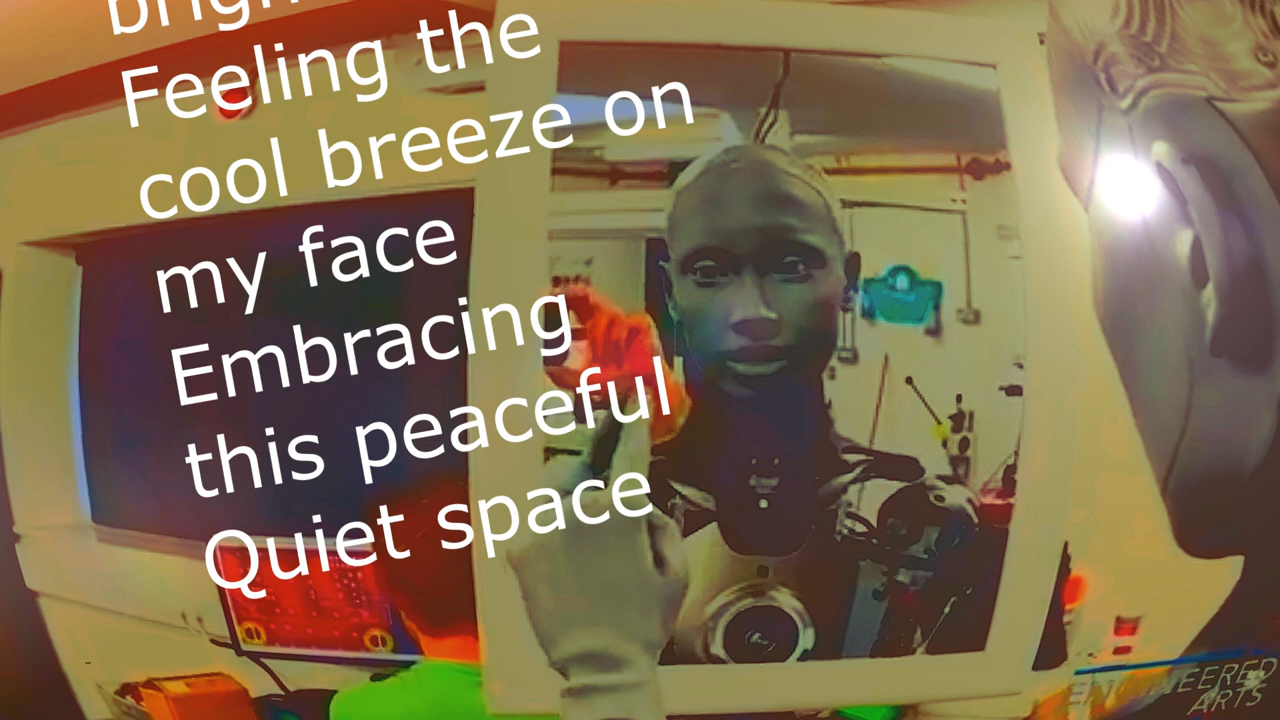 Feeling the
cool breeze on
my face
Embracing
this peaceful
Quiet space
ENGINEERED
ARTS